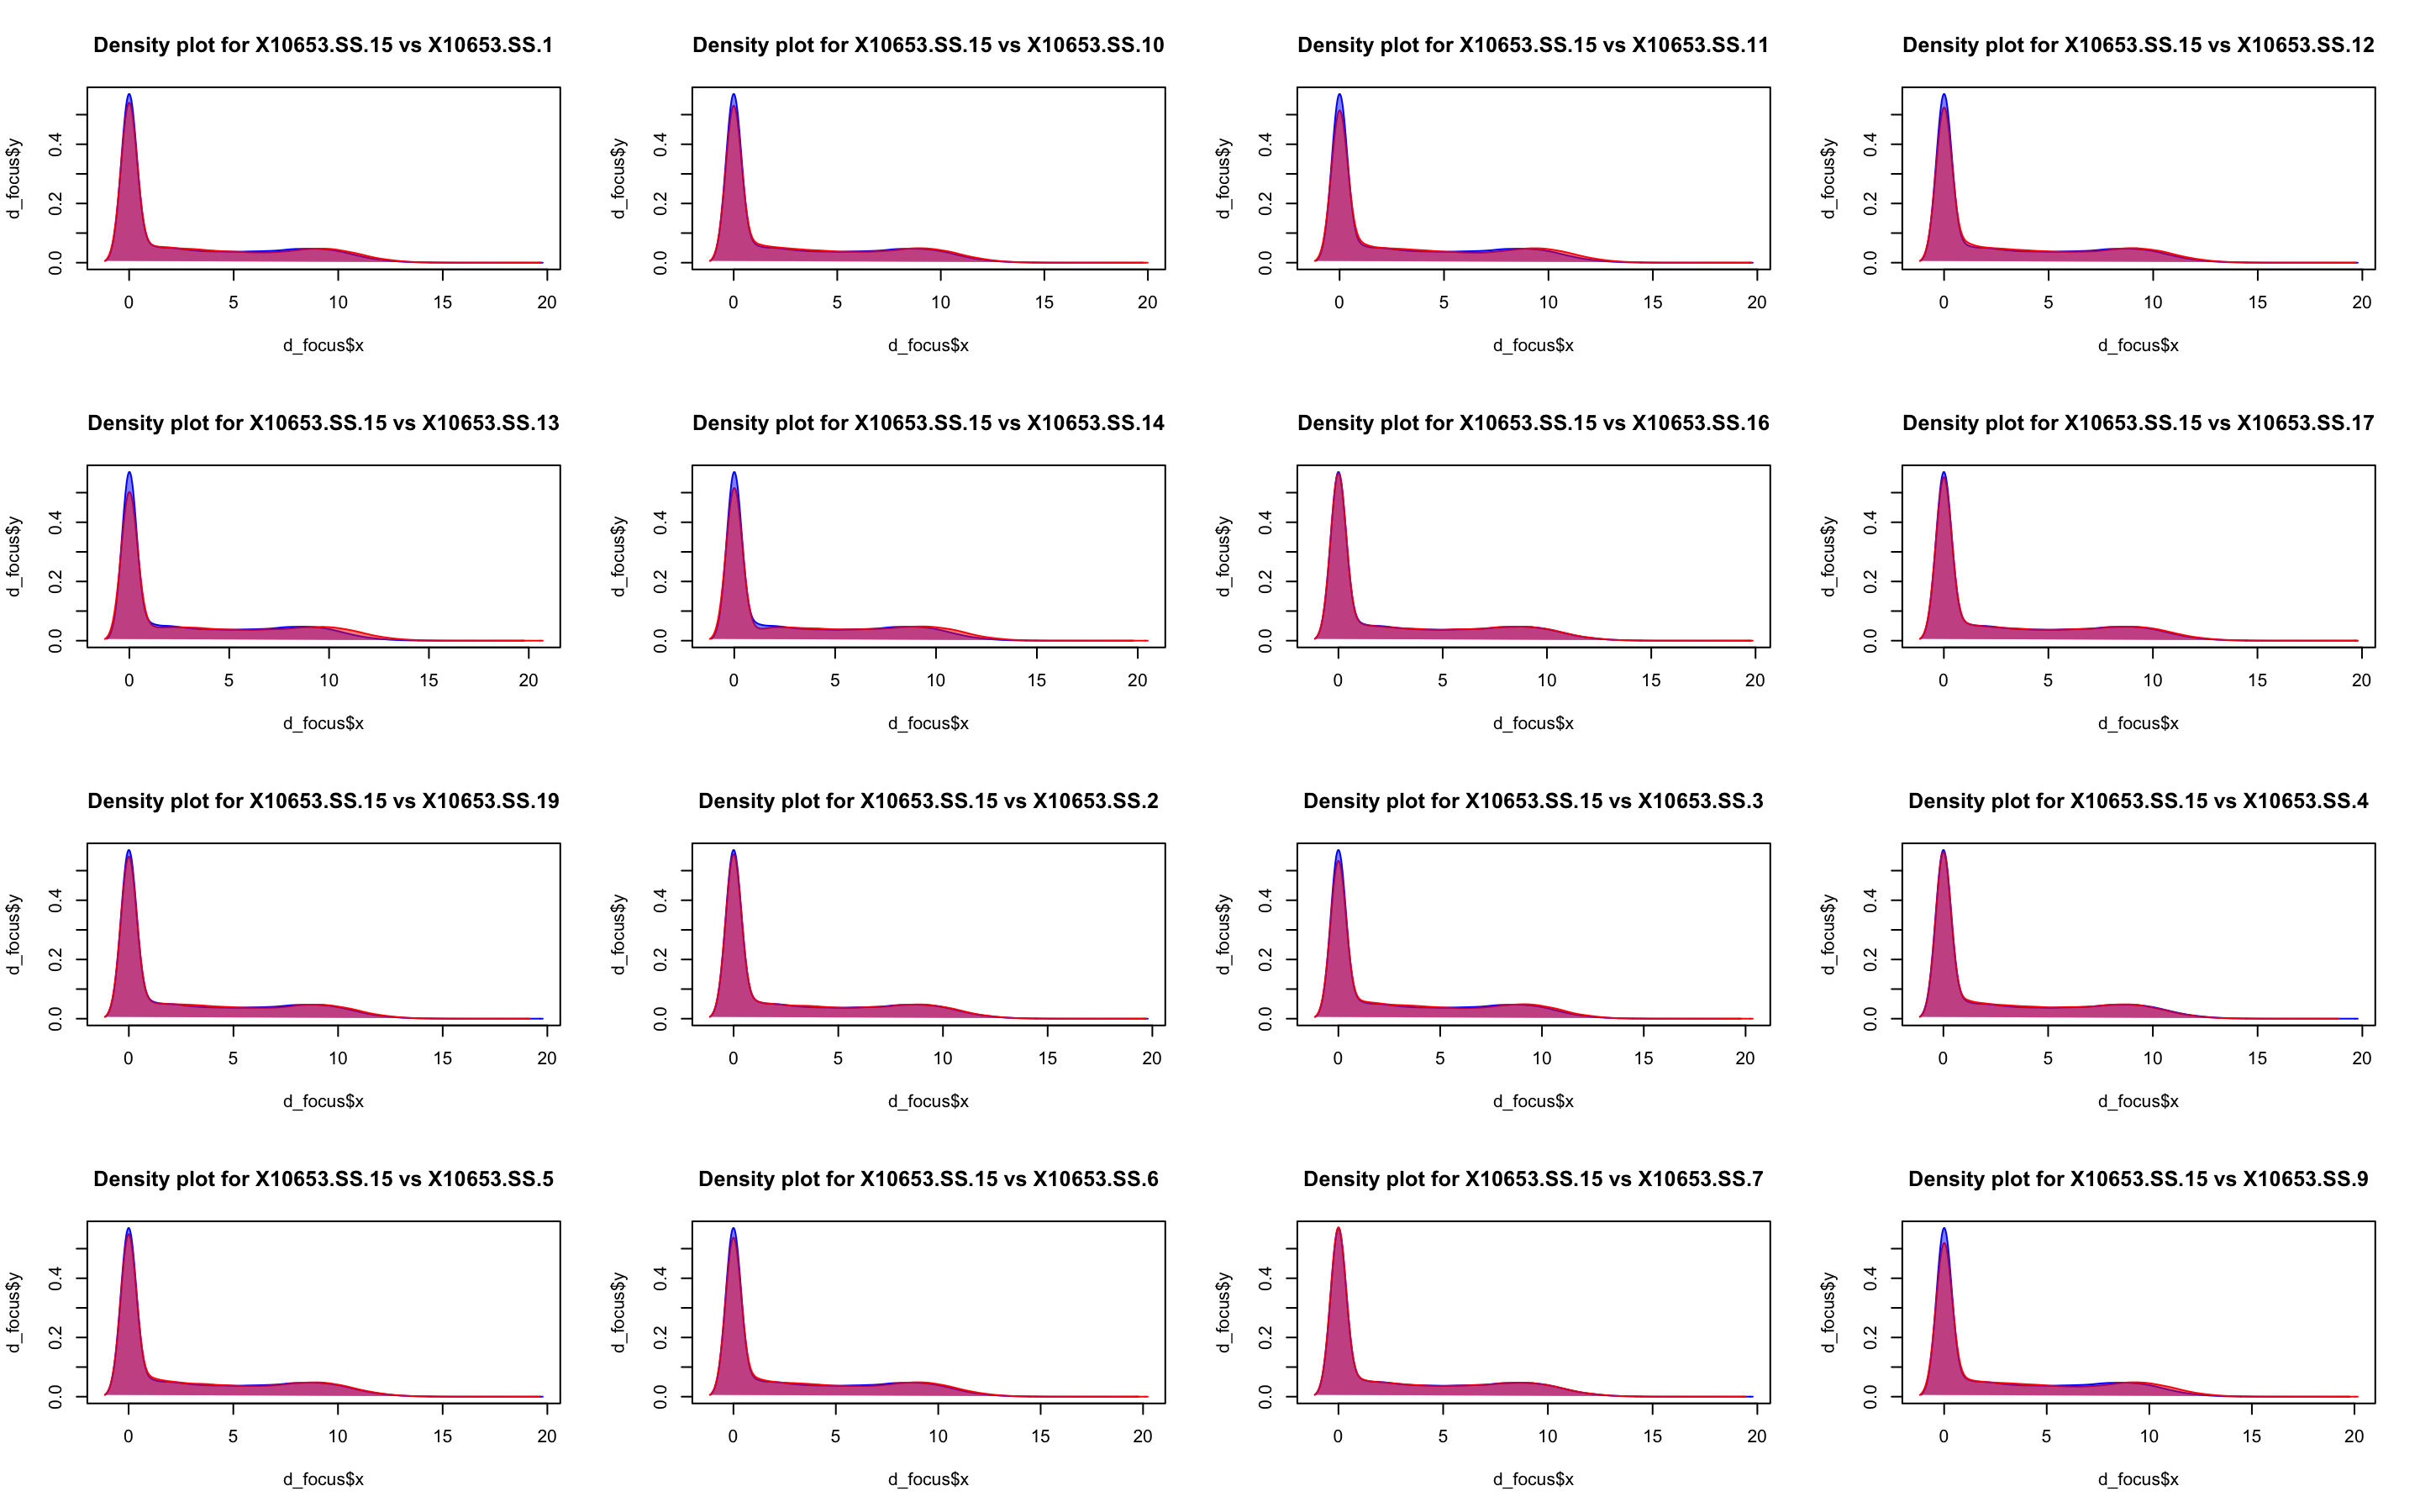 Density plot for X10653.SS.15 vs X10653.SS.1
d_focus$y
0.0 0.2 0.4
0 5 10 15 20
d_focus$x
Density plot for X10653.SS.15 vs X10653.SS.10
d_focus$y
0.0 0.2 0.4
0 5 10 15 20
d_focus$x
Density plot for X10653.SS.15 vs X10653.SS.11
d_focus$y
0.0 0.2 0.4
0 5 10 15 20
d_focus$x
Density plot for X10653.SS.15 vs X10653.SS.12
d_focus$y
0.0 0.2 0.4
0 5 10 15 20
d_focus$x
Density plot for X10653.SS.15 vs X10653.SS.13
d_focus$y
0.0 0.2 0.4
0 5 10 15 20
d_focus$x
Density plot for X10653.SS.15 vs X10653.SS.14
d_focus$y
0.0 0.2 0.4
0 5 10 15 20
d_focus$x
Density plot for X10653.SS.15 vs X10653.SS.16
d_focus$y
0.0 0.2 0.4
0 5 10 15 20
d_focus$x
Density plot for X10653.SS.15 vs X10653.SS.17
d_focus$y
0.0 0.2 0.4
0 5 10 15 20
d_focus$x
Density plot for X10653.SS.15 vs X10653.SS.19
d_focus$y
0.0 0.2 0.4
0 5 10 15 20
d_focus$x
Density plot for X10653.SS.15 vs X10653.SS.2
d_focus$y
0.0 0.2 0.4
0 5 10 15 20
d_focus$x
Density plot for X10653.SS.15 vs X10653.SS.3
d_focus$y
0.0 0.2 0.4
0 5 10 15 20
d_focus$x
Density plot for X10653.SS.15 vs X10653.SS.4
d_focus$y
0.0 0.2 0.4
0 5 10 15 20
d_focus$x
Density plot for X10653.SS.15 vs X10653.SS.5
d_focus$y
0.0 0.2 0.4
0 5 10 15 20
d_focus$x
Density plot for X10653.SS.15 vs X10653.SS.6
d_focus$y
0.0 0.2 0.4
0 5 10 15 20
d_focus$x
Density plot for X10653.SS.15 vs X10653.SS.7
d_focus$y
0.0 0.2 0.4
0 5 10 15 20
d_focus$x
Density plot for X10653.SS.15 vs X10653.SS.9
d_focus$y
0.0 0.2 0.4
0 5 10 15 20
d_focus$x